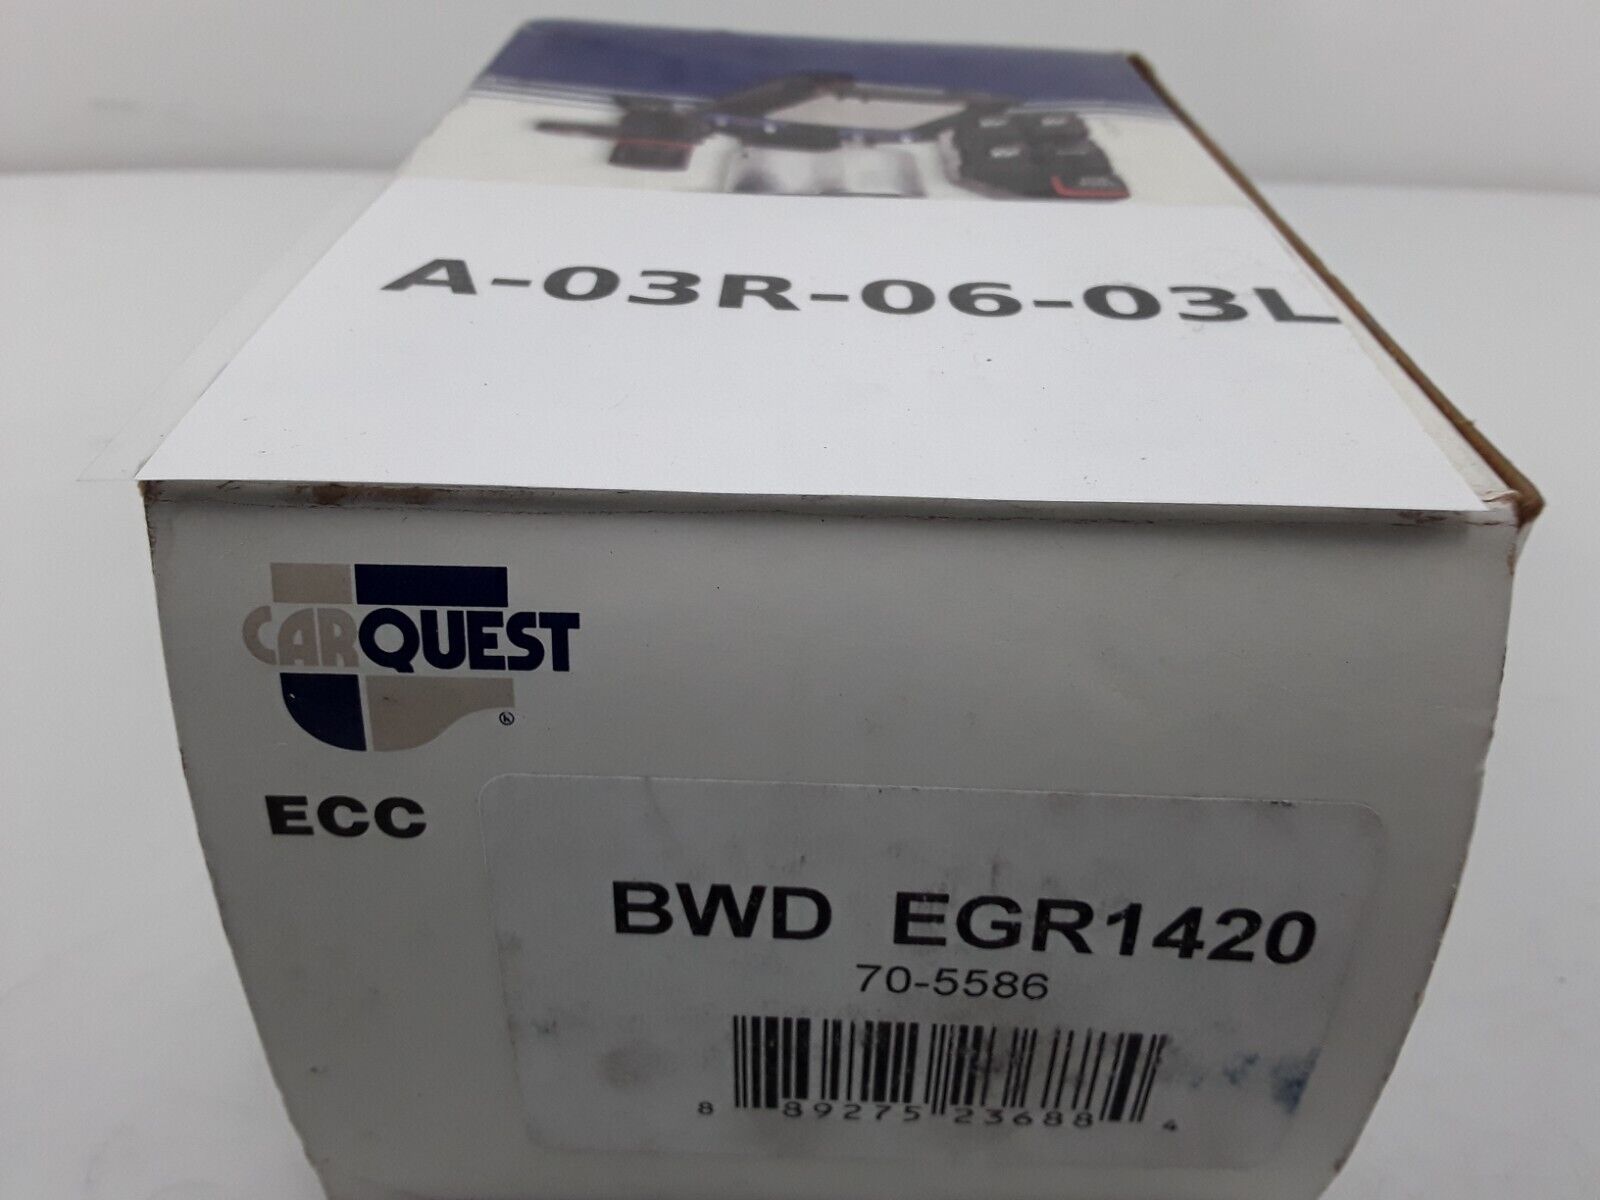 A-03R-06-03L
CARQUEST
ECC
BWD EGR1420
70-5586
8 89275 23688 4